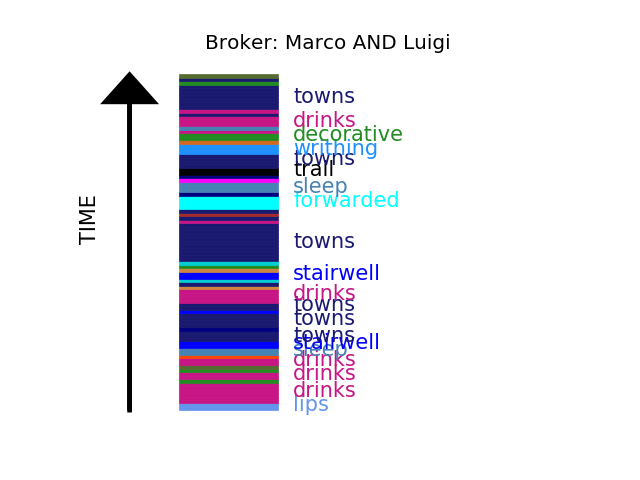 Broker: Marco AND Luigi
towns
drinks
decorative
writhing
towns
trail
sleep
forwarded
towns
stairwell
drinks
towns
towns
towns
stairwell
sleep
drinks
drinks
drinks
lips
TIME